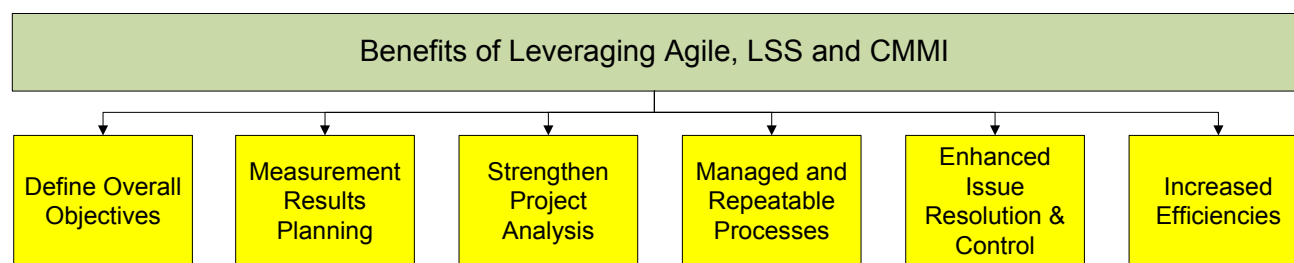 Benefits of Leveraging Agile, LSS and CMMI
Define Overall
Objectives
Measurement
Results
Planning
Strengthen
Project
Analysis
Managed and
Repeatable
Processes
Enhanced
Issue
Resolution &
Control
Increased
Efficiencies